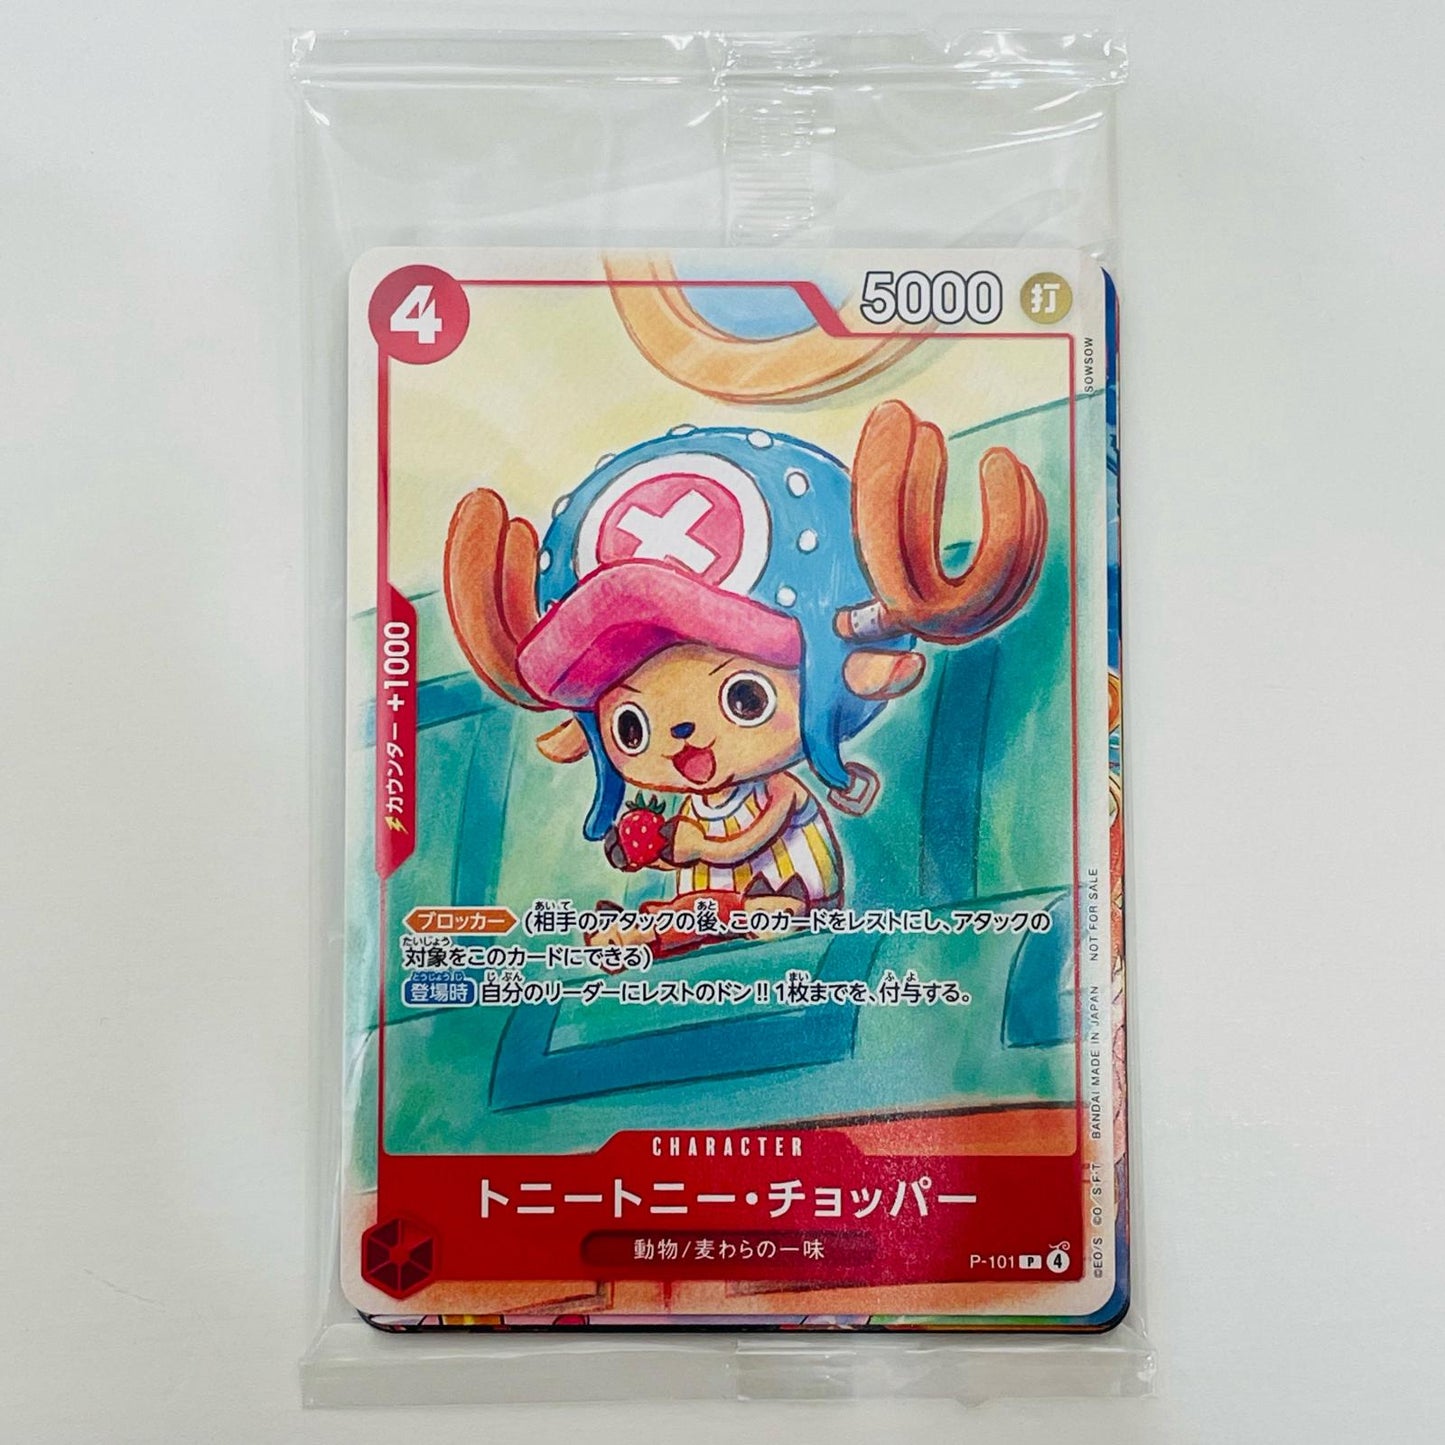 4
5000
打
SOWSOW
カウンター +1000
ブロッカー (相手のアタックの後、このカードをレストにし、アタックの
対象をこのカードにできる)
登場時 自分のリーダーにレストのドン!!1枚までを、付与する。
CHARACTER
トニートニー・チョッパー
動物/麦わらの一味
P-101 P 4
©EO/S ©O/S·F·T BANDAI MADE IN JAPAN NOT FOR SALE